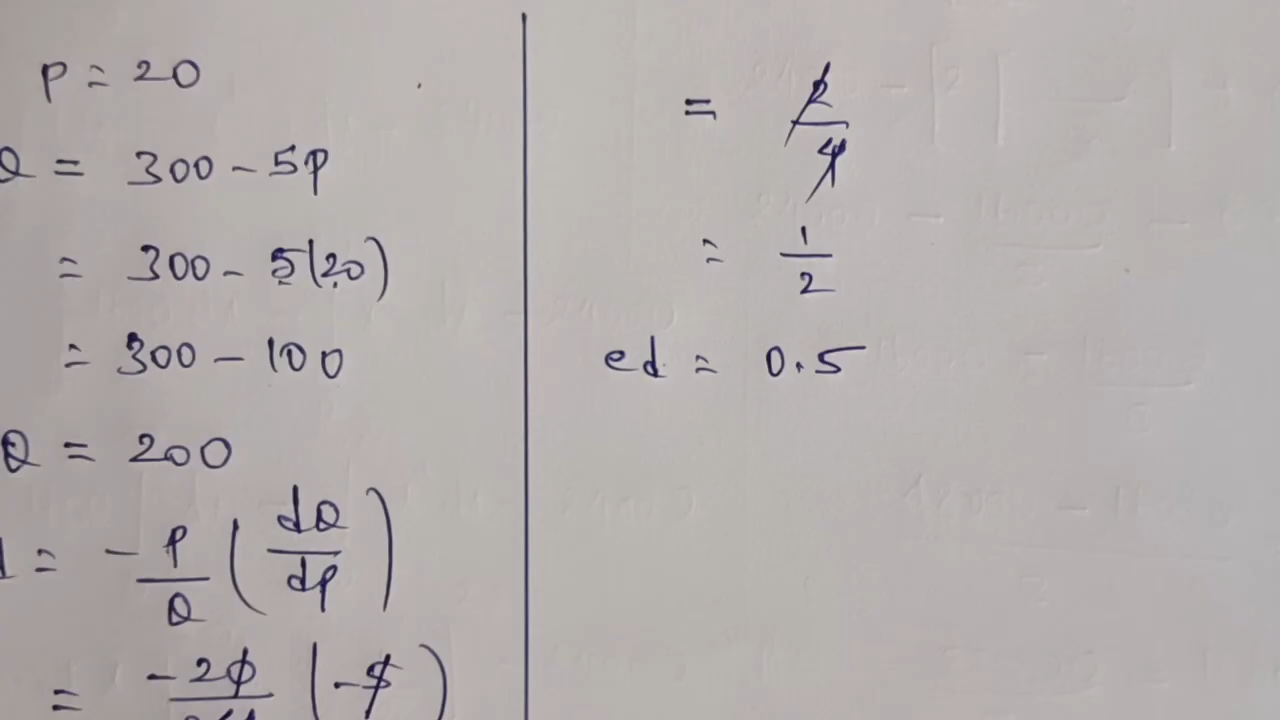 P = 20
Q = 300 - 5P
= 300 - 5(20)
= 300 - 100
Q = 200
= - P/Q (dQ/dP)
= -20/ (-5)
= 2/4
= 1/2
ed = 0.5